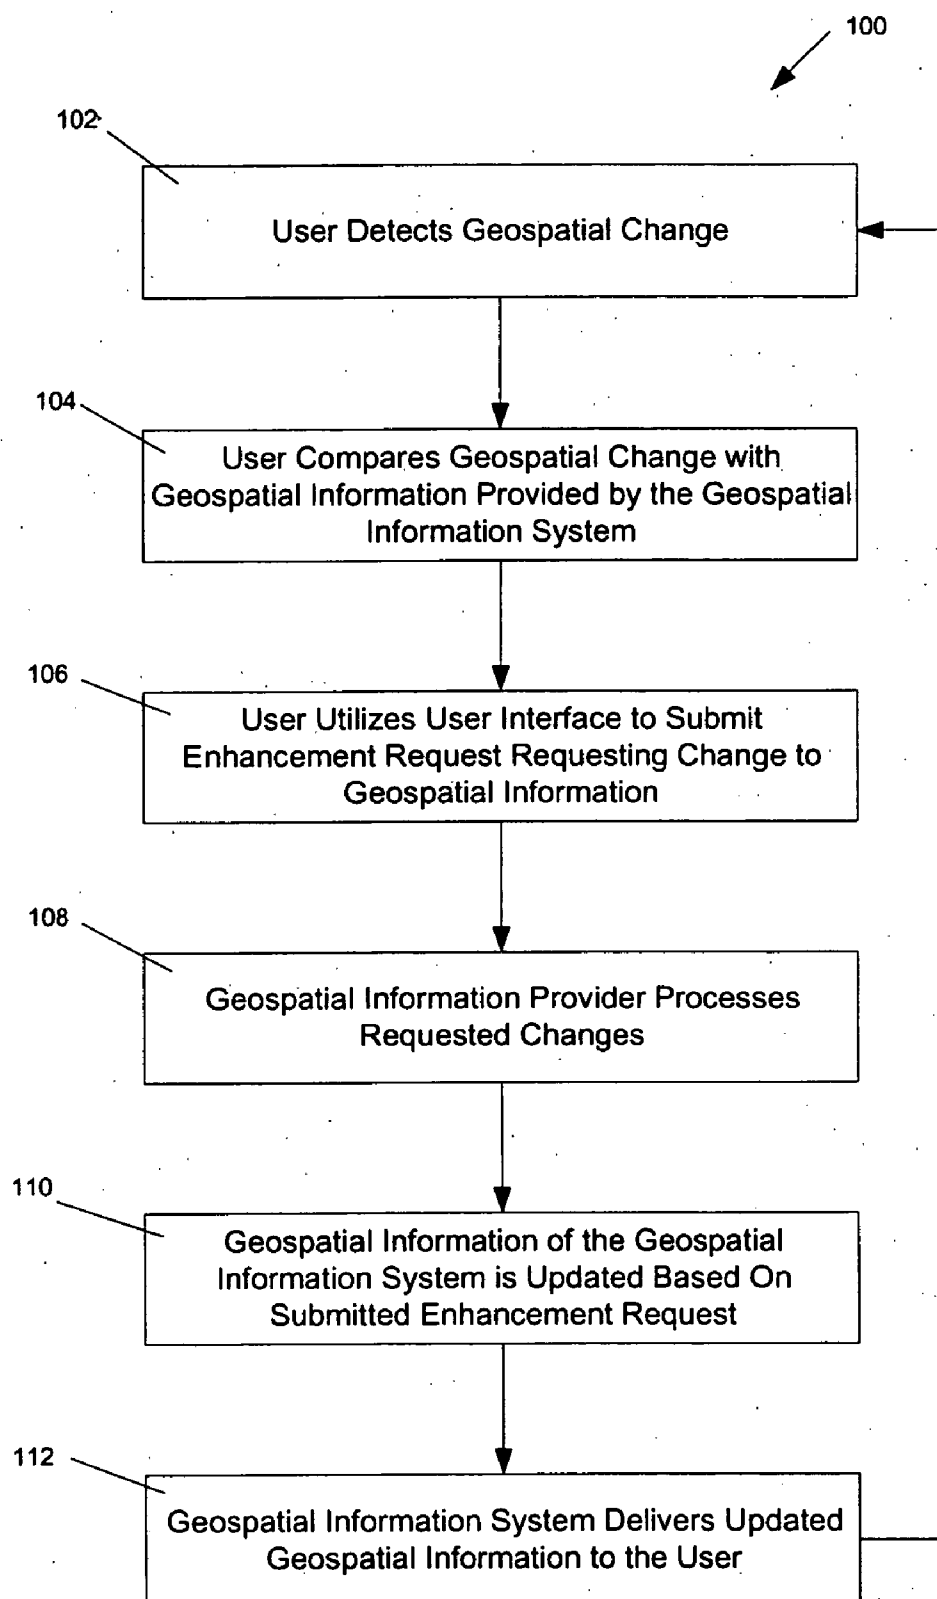 100
102
User Detects Geospatial Change
104
User Compares Geospatial Change with
Geospatial Information Provided by the Geospatial
Information System
106
User Utilizes User Interface to Submit
Enhancement Request Requesting Change to
Geospatial Information
108
Geospatial Information Provider Processes
Requested Changes
110
Geospatial Information of the Geospatial
Information System is Updated Based On
Submitted Enhancement Request
112
Geospatial Information System Delivers Updated
Geospatial Information to the User